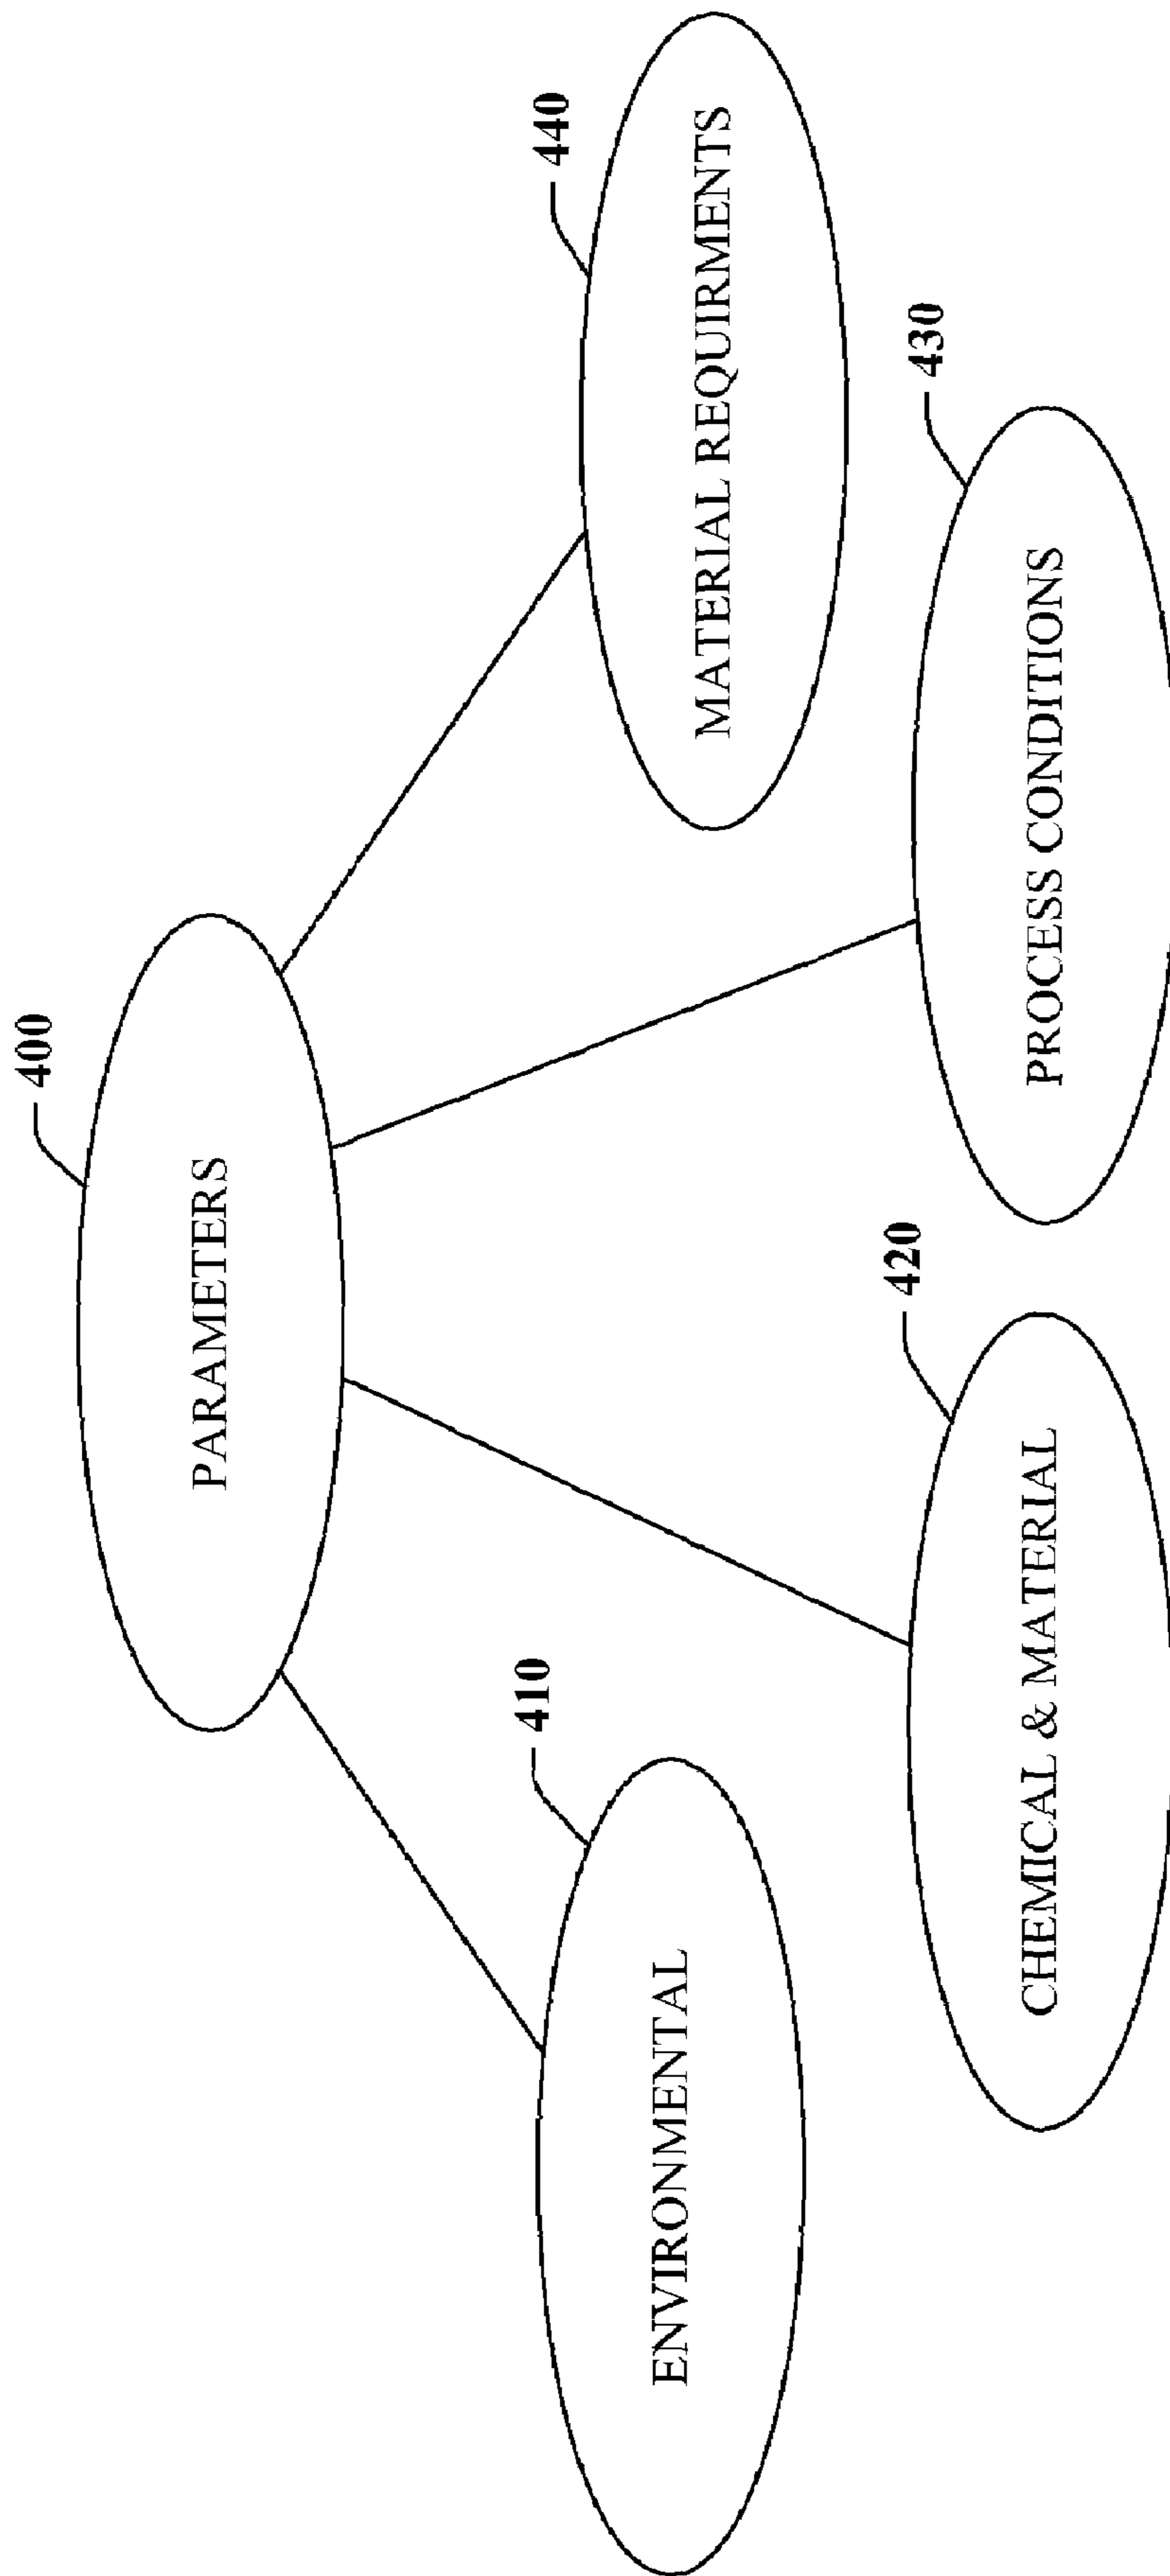 400
PARAMETERS
410
ENVIRONMENTAL
440
MATERIAL REQUIRMENTS
420
CHEMICAL & MATERIAL
430
PROCESS CONDITIONS